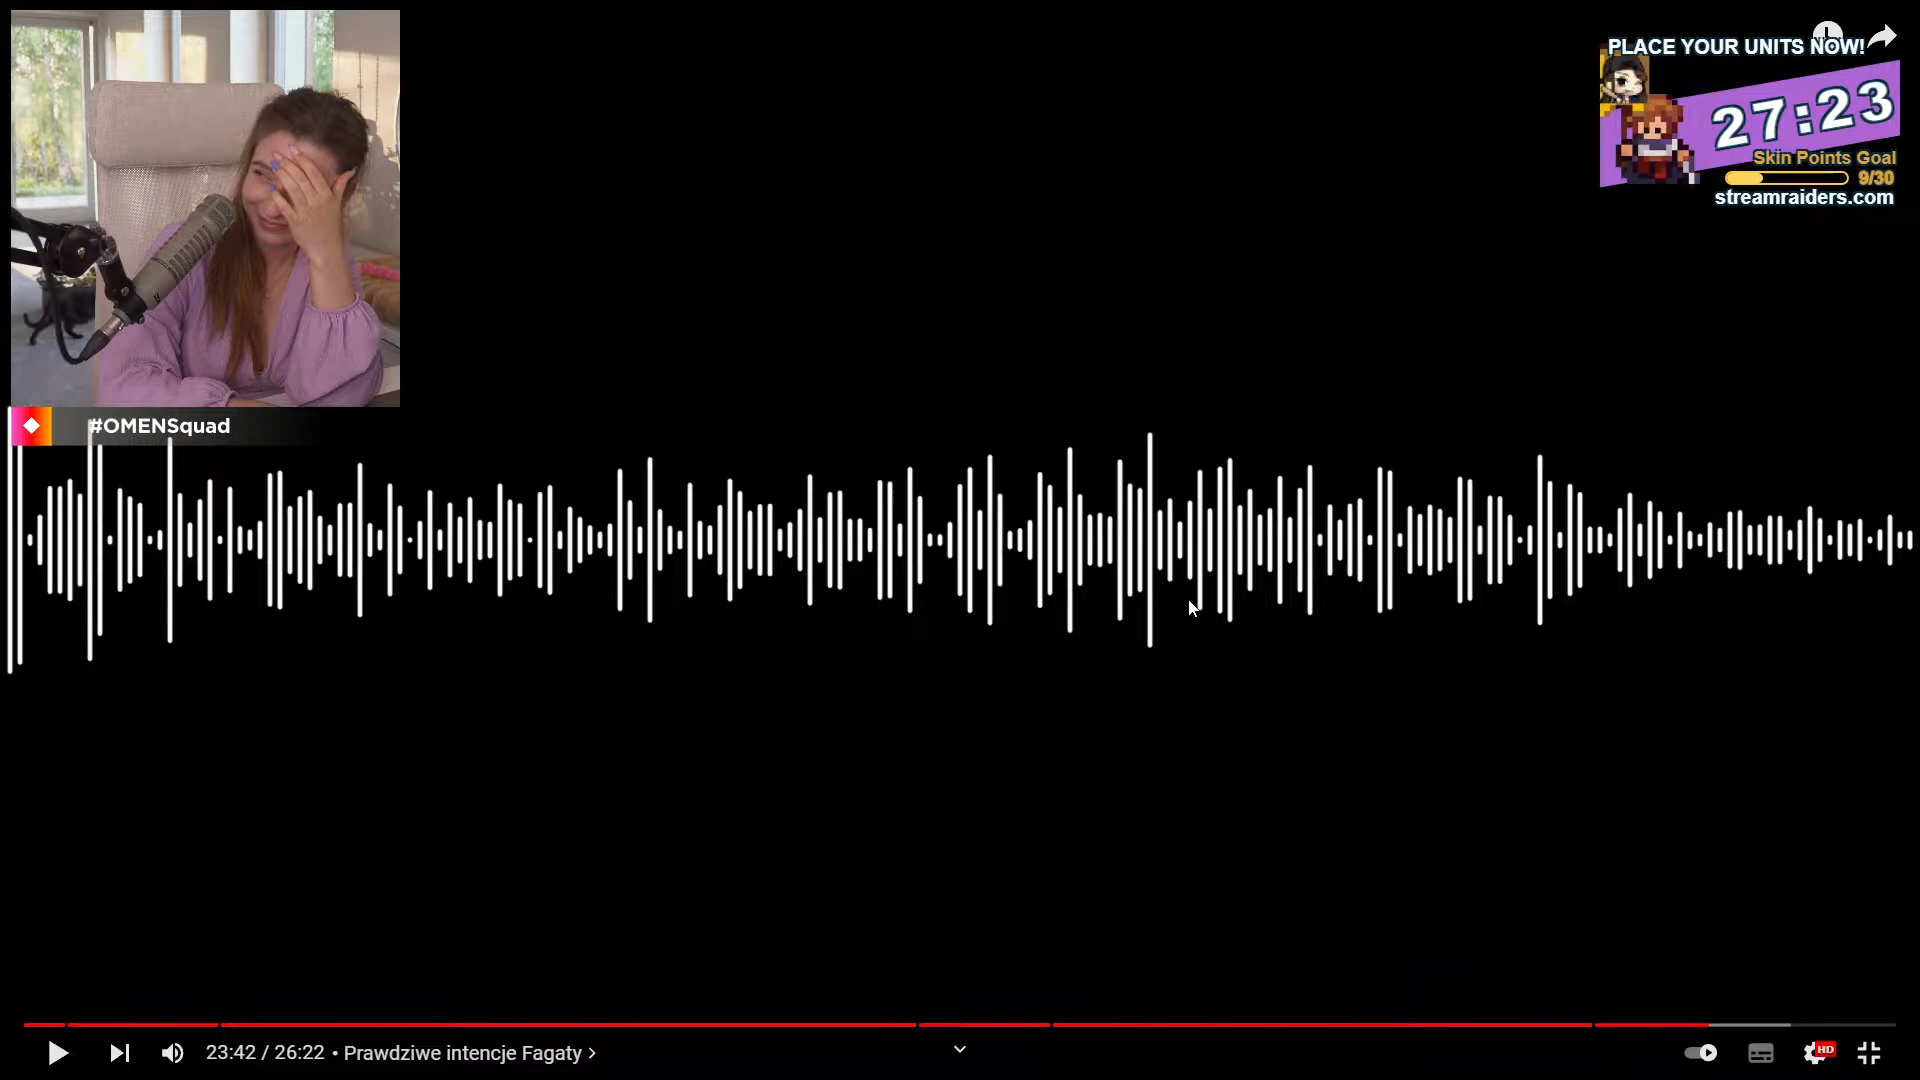 PLACE YOUR UNITS NOW!
27:23
Skin Points Goal
9/30
streamraiders.com
#OMENSquad
23:42 / 26:22 • Prawdziwe intencje Fagaty
HD